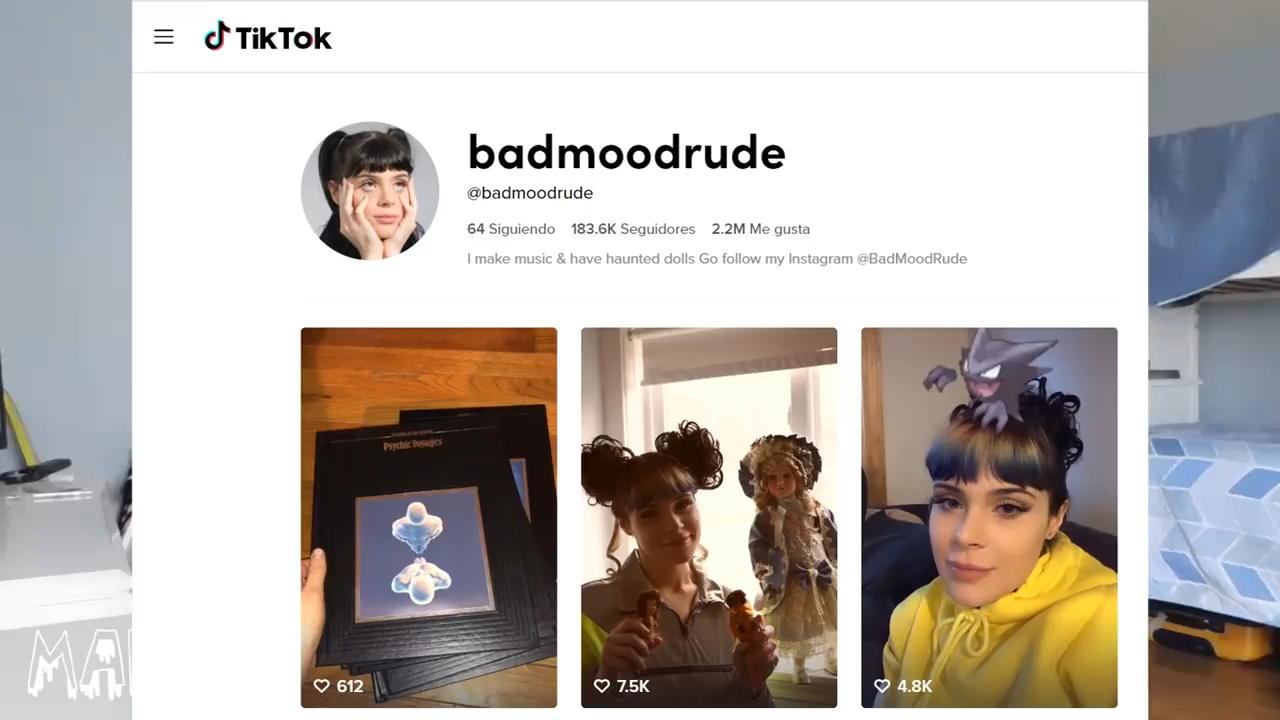 TikTok
badmoodrude
@badmoodrude
64 Siguiendo 183.6K Seguidores 2.2M Me gusta
I make music & have haunted dolls Go follow my Instagram @BadMoodRude
Psychic Voyages
612
7.5K
4.8K